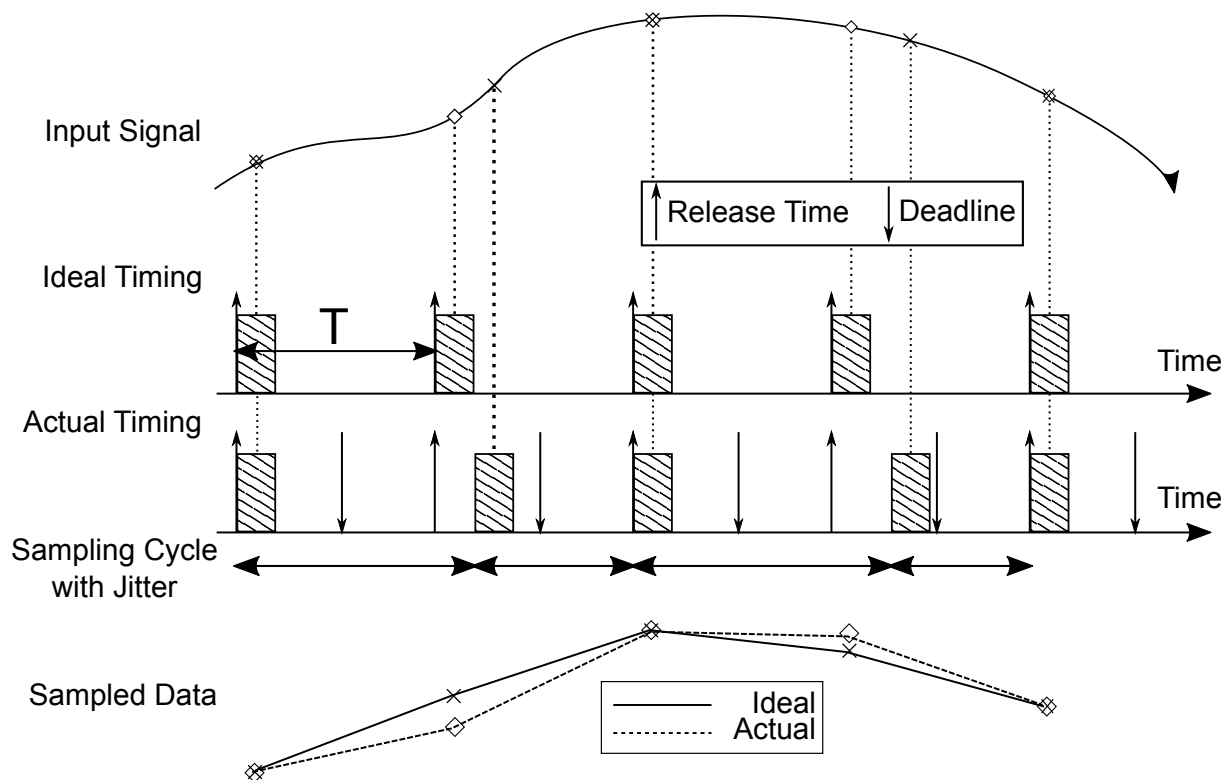 Input Signal
Release Time
Deadline
Ideal Timing
T
Time
Actual Timing
Time
Sampling Cycle
with Jitter
Sampled Data
Ideal
Actual